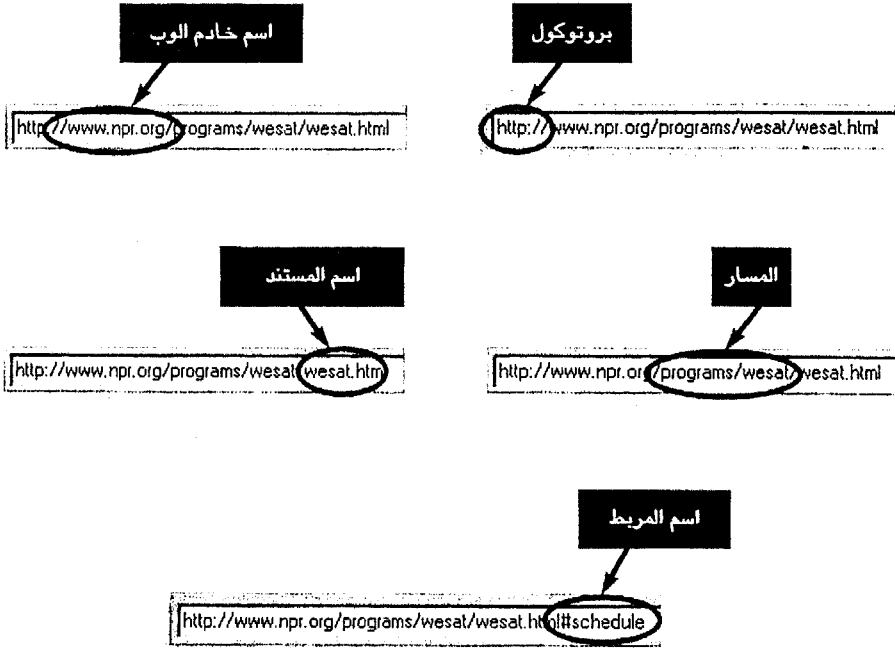 بروتوكول
http://www.npr.org/programs/wesat/wesat.html
اسم خادم الوب
http://www.npr.org/programs/wesat/wesat.html
المسار
http://www.npr.org/programs/wesat/wesat.html
اسم المستند
http://www.npr.org/programs/wesat/wesat.html
اسم المربط
http://www.npr.org/programs/wesat/wesat.html#schedule